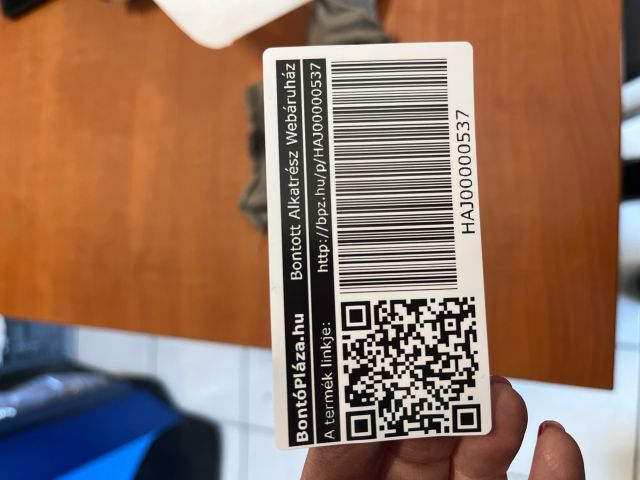 BontóPláza.hu Bontott Alkatrész Webáruház
A termék linkje: http://bpz.hu/p/HAJ00000537
HAJ00000537